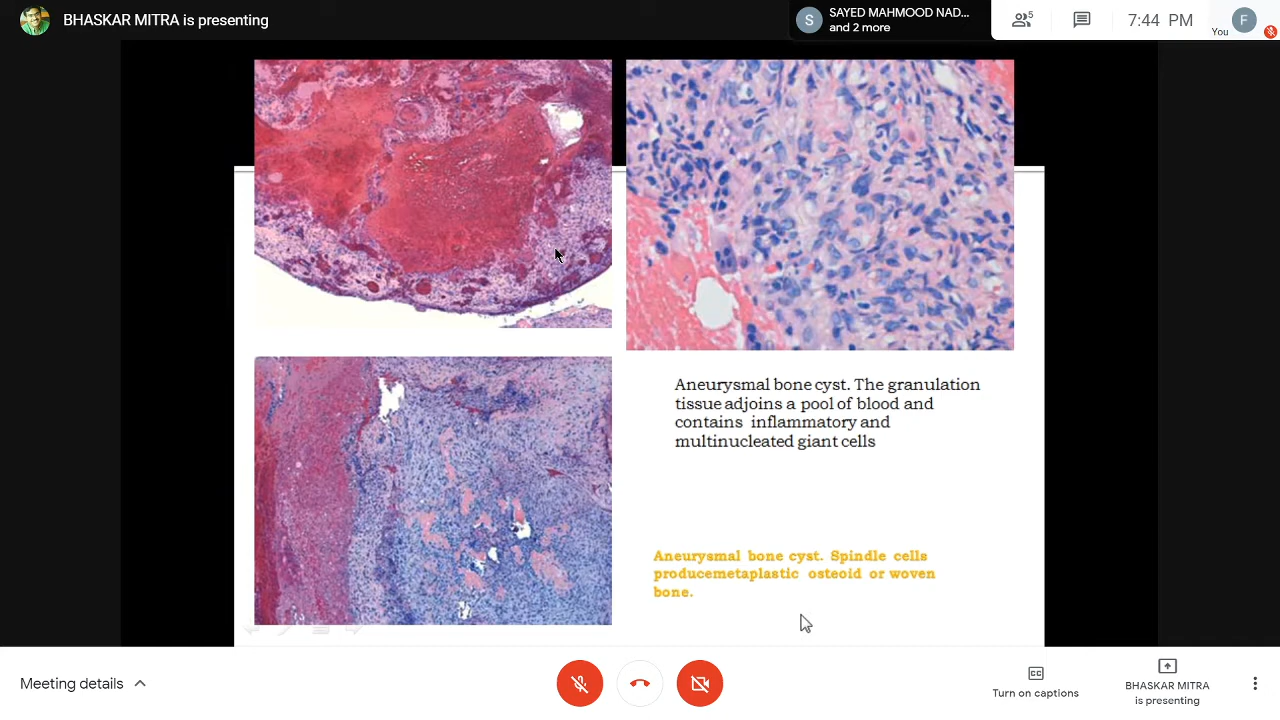 BHASKAR MITRA is presenting
S
SAYED MAHMOOD NAD...
and 2 more
5
7:44 PM
You
F
Aneurysmal bone cyst. The granulation
tissue adjoins a pool of blood and
contains inflammatory and
multinucleated giant cells
Aneurysmal bone cyst. Spindle cells
producemetaplastic osteoid or woven
bone.
Meeting details
CC
Turn on captions
BHASKAR MITRA
is presenting